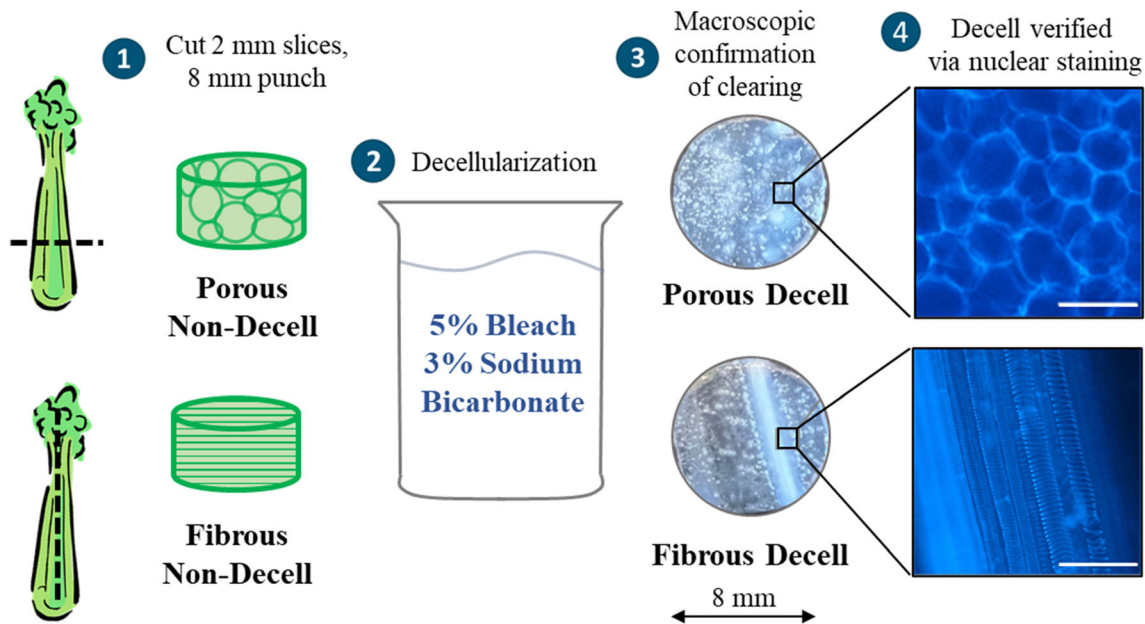 1
Cut 2 mm slices,
8 mm punch
Porous
Non-Decell
Fibrous
Non-Decell
2
Decellularization
5% Bleach
3% Sodium
Bicarbonate
3
Macroscopic
confirmation
of clearing
Porous Decell
Fibrous Decell
8 mm
4
Decell verified
via nuclear staining